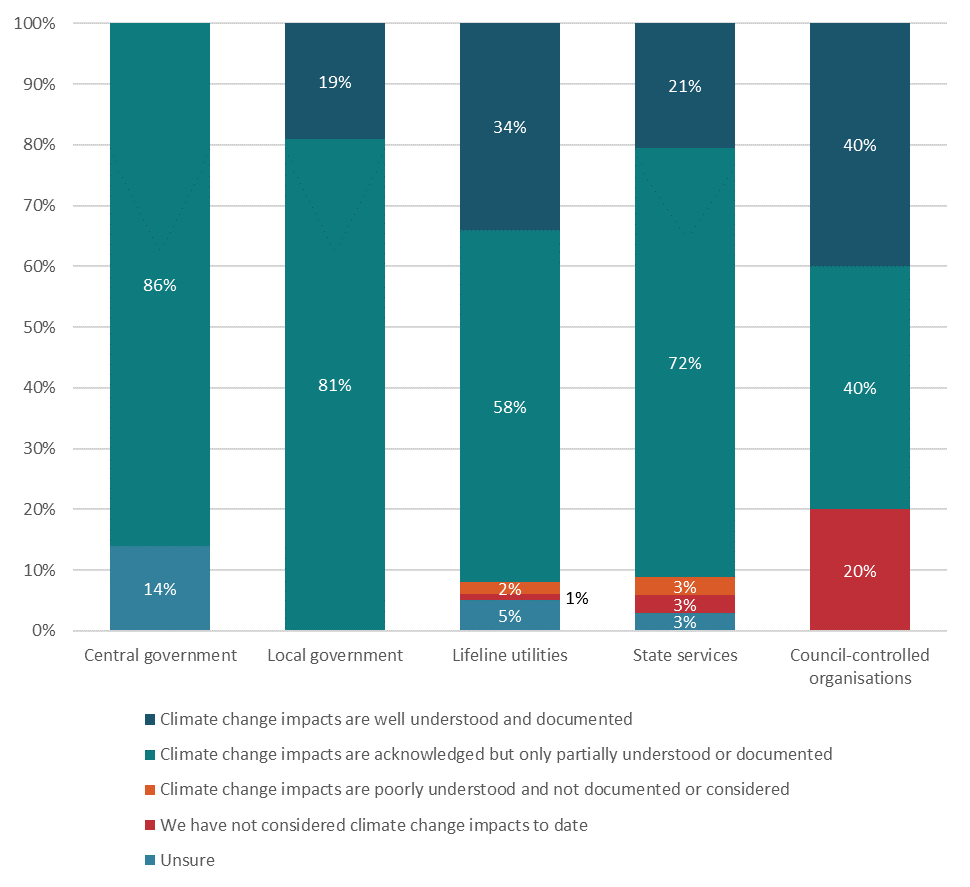 100%
90%
80%
70%
60%
50%
40%
30%
20%
10%
0%
86%
14%
19%
81%
34%
58%
2%
1%
5%
21%
72%
3%
3%
3%
40%
40%
20%
Central government
Local government
Lifeline utilities
State services
Council-controlled
organisations
Climate change impacts are well understood and documented
Climate change impacts are acknowledged but only partially understood or documented
Climate change impacts are poorly understood and not documented or considered
We have not considered climate change impacts to date
Unsure